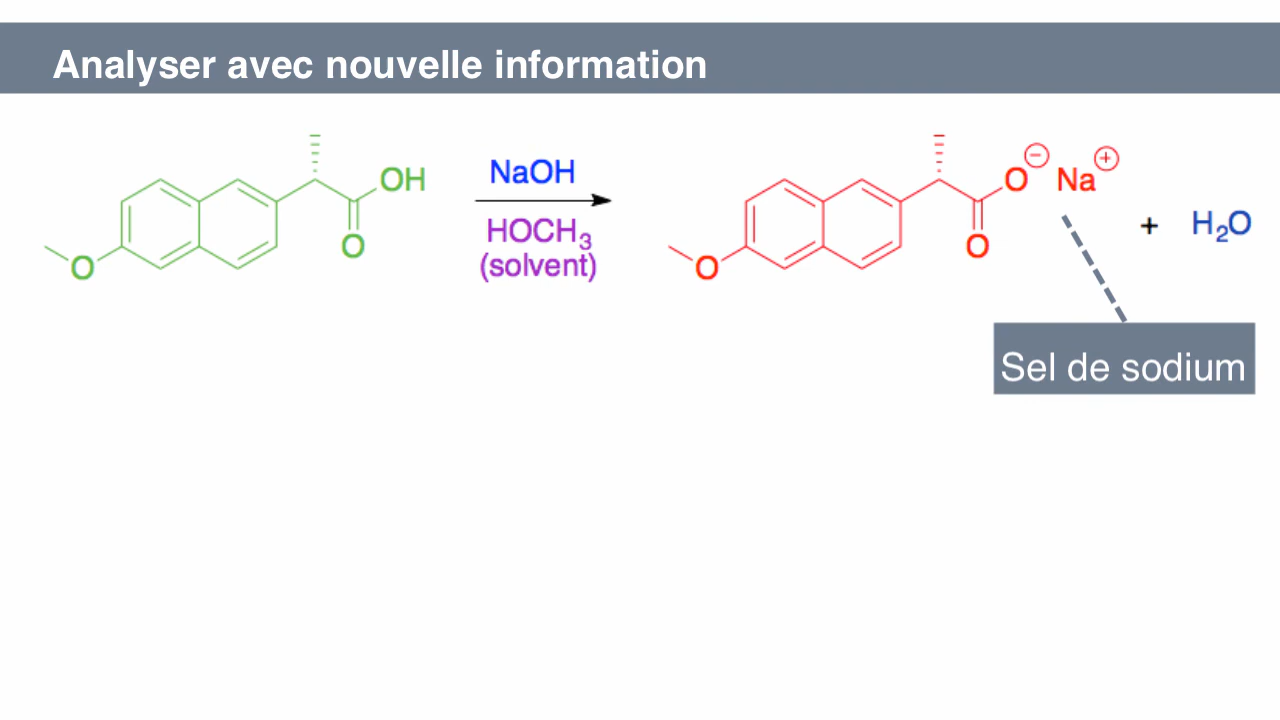 Analyser avec nouvelle information
OH
O
O
NaOH
HOCH₃
(solvent)
O⊖ Na⊕
O
O
+ H₂O
Sel de sodium